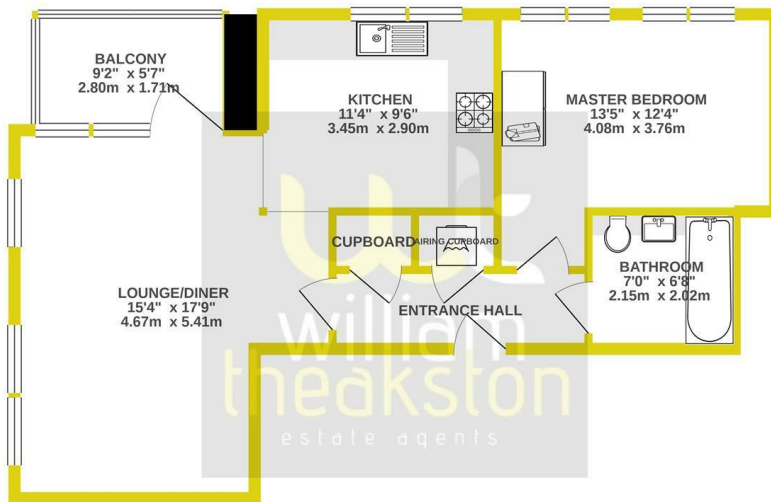 BALCONY
9'2" x 5'7"
2.80m x 1.71m
KITCHEN
11'4" x 9'6"
3.45m x 2.90m
MASTER BEDROOM
13'5" x 12'4"
4.08m x 3.76m
CUPBOARD
AIRING CUPBOARD
BATHROOM
7'0" x 6'8"
2.15m x 2.02m
LOUNGE/DINER
15'4" x 17'9"
4.67m x 5.41m
ENTRANCE HALL
wt
william
theakston
estate agents